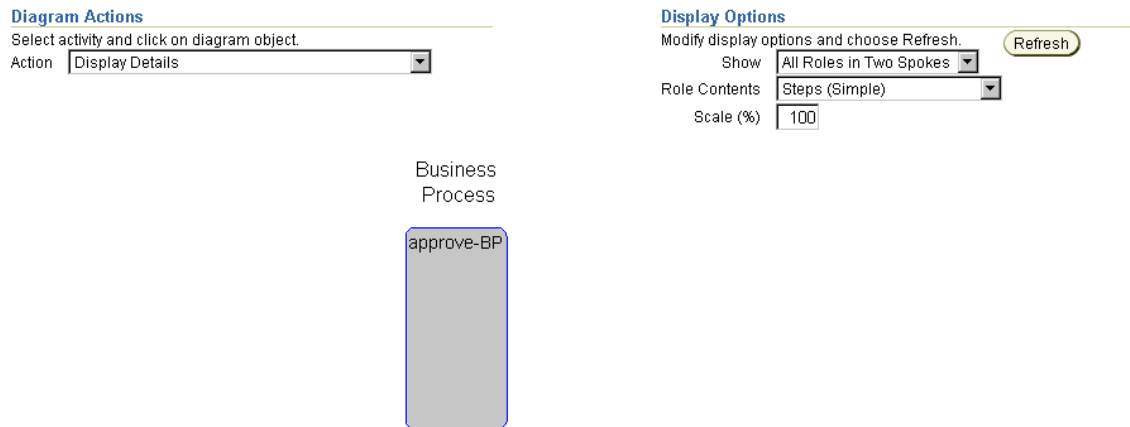 Diagram Actions
Select activity and click on diagram object.
Action Display Details
Display Options
Modify display options and choose Refresh. Refresh
Show All Roles in Two Spokes
Role Contents Steps (Simple)
Scale (%) 100
Business
Process
approve-BP